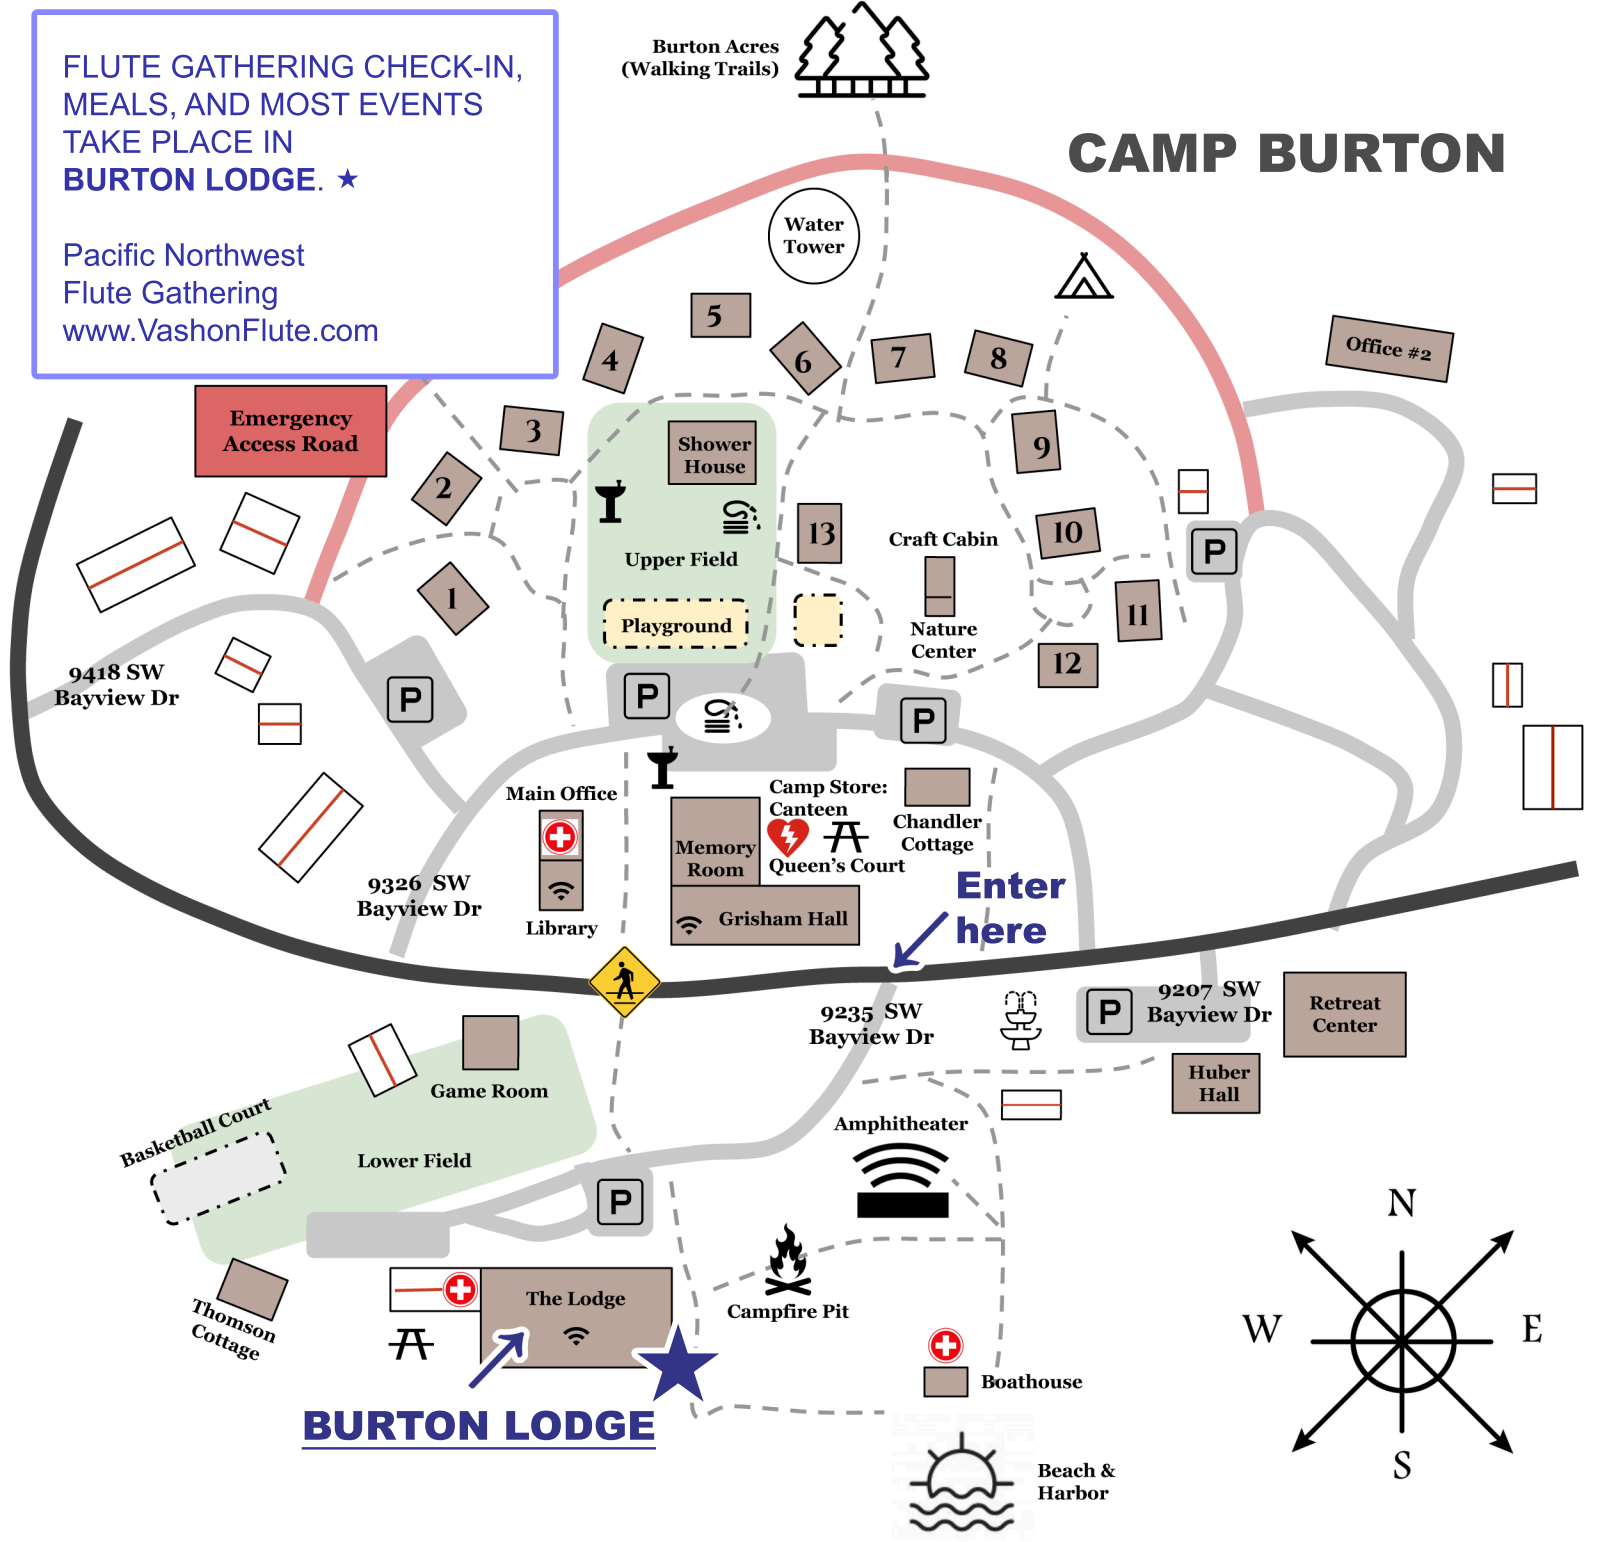 FLUTE GATHERING CHECK-IN,
MEALS, AND MOST EVENTS
TAKE PLACE IN
BURTON LODGE. ★
Pacific Northwest
Flute Gathering
www.VashonFlute.com
Burton Acres
(Walking Trails)
CAMP BURTON
Water
Tower
5
4
6
7
8
Office #2
Emergency
Access Road
3
Shower
House
9
2
13
10
Craft Cabin
P
Upper Field
1
11
Playground
Nature
Center
12
9418 SW
Bayview Dr
P
P
P
Main Office
Camp Store:
Canteen
Chandler
Cottage
Memory
Room
Queen's Court
9326 SW
Bayview Dr
Library
Grisham Hall
Enter
here
9235 SW
Bayview Dr
P
9207 SW
Bayview Dr
Retreat
Center
Game Room
Huber
Hall
Basketball Court
Lower Field
Amphitheater
P
Thomson
Cottage
The Lodge
Campfire Pit
N
W
E
S
Boathouse
BURTON LODGE
Beach &
Harbor